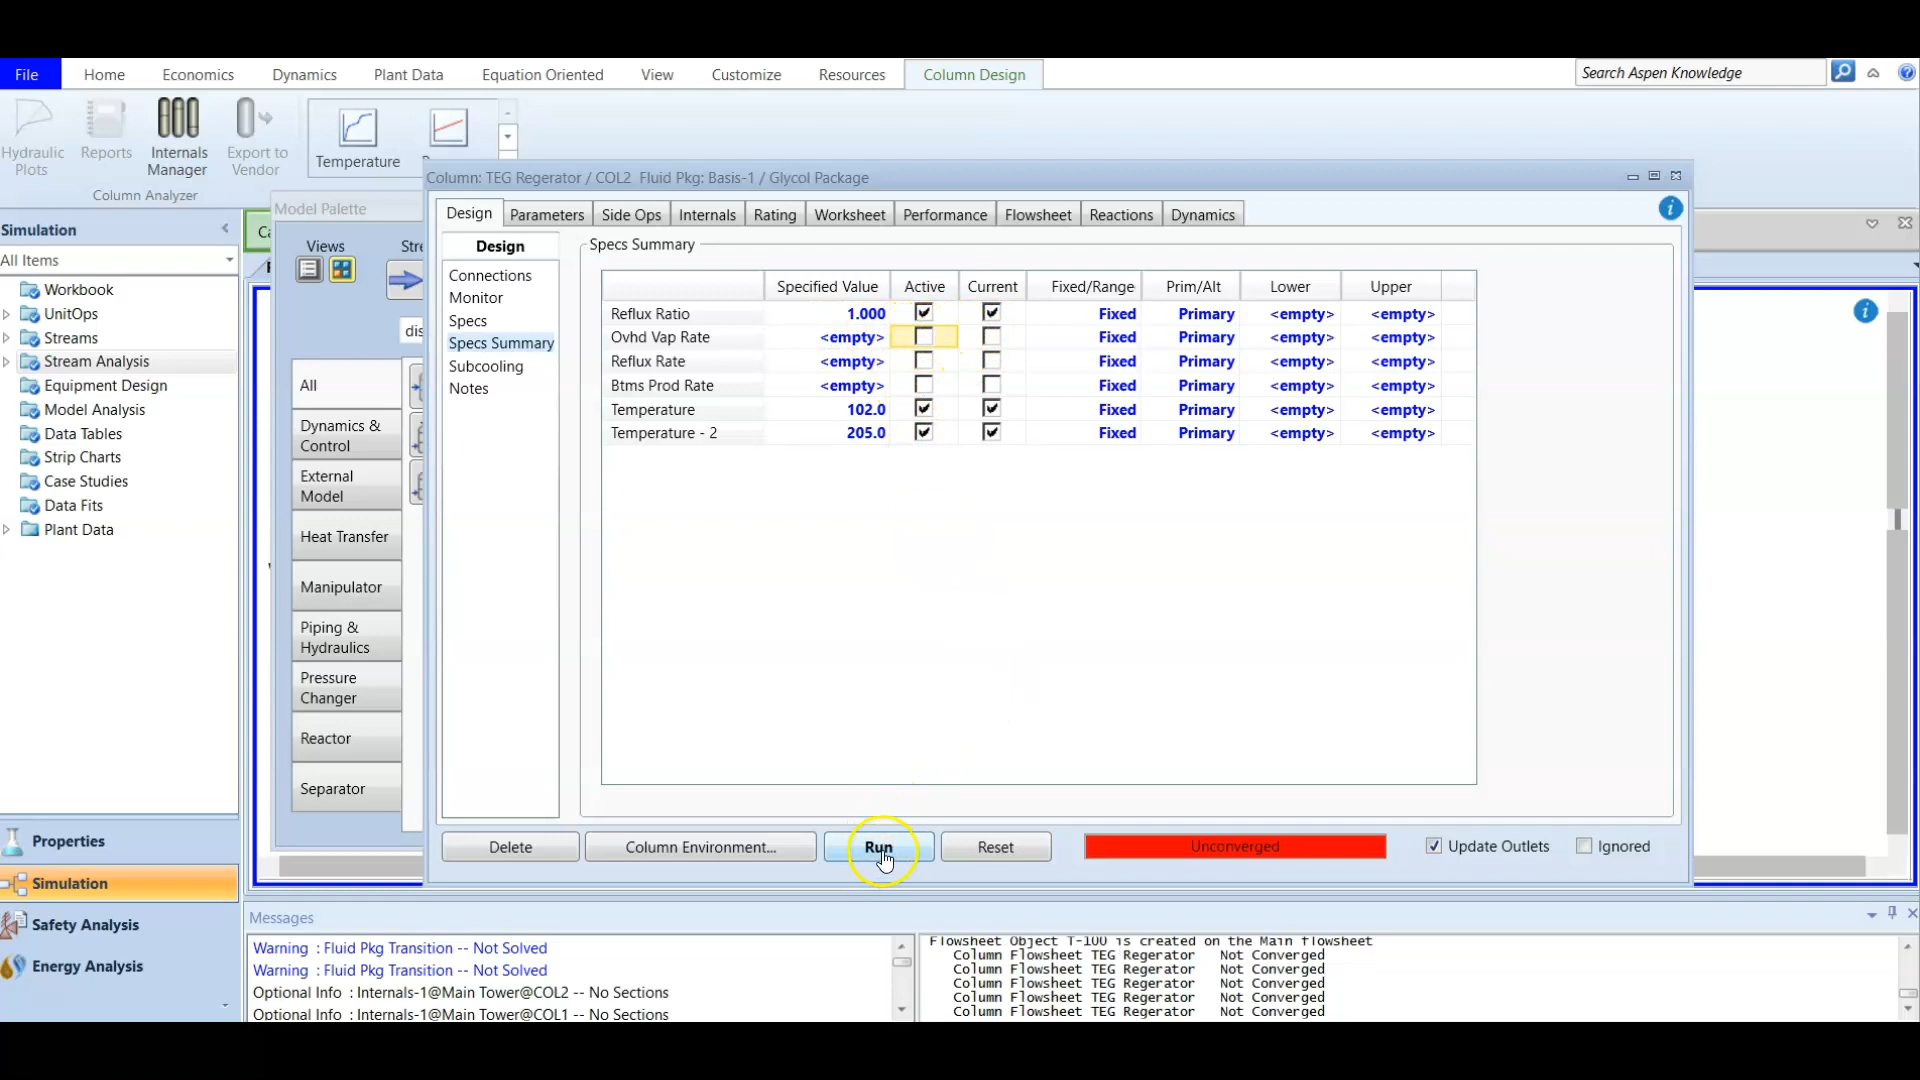 File Home Economics Dynamics Plant Data Equation Oriented View Customize Resources Column Design Search Aspen Knowledge
Hydraulic Plots Reports Internals Manager Export to Vendor Temperature
Column Analyzer
Column: TEG Regerator / COL2 Fluid Pkg: Basis-1 / Glycol Package
Model Palette
Views
Simulation
All Items
Workbook
UnitOps
Streams
Stream Analysis
Equipment Design
Model Analysis
Data Tables
Strip Charts
Case Studies
Data Fits
Plant Data
Properties
Simulation
Safety Analysis
Energy Analysis
All
Dynamics & Control
External Model
Heat Transfer
Manipulator
Piping & Hydraulics
Pressure Changer
Reactor
Separator
Design Parameters Side Ops Internals Rating Worksheet Performance Flowsheet Reactions Dynamics
Design
Connections
Monitor
Specs
Specs Summary
Subcooling
Notes
Specs Summary
Specified Value Active Current Fixed/Range Prim/Alt Lower Upper
Reflux Ratio 1.000 Fixed Primary <empty> <empty>
Ovhd Vap Rate <empty> Fixed Primary <empty> <empty>
Reflux Rate <empty> Fixed Primary <empty> <empty>
Btms Prod Rate <empty> Fixed Primary <empty> <empty>
Temperature 102.0 Fixed Primary <empty> <empty>
Temperature - 2 205.0 Fixed Primary <empty> <empty>
Delete Column Environment... Run Reset Unconverged Update Outlets Ignored
Messages
Warning : Fluid Pkg Transition -- Not Solved
Warning : Fluid Pkg Transition -- Not Solved
Optional Info : Internals-1@Main Tower@COL2 -- No Sections
Optional Info : Internals-1@Main Tower@COL1 -- No Sections
Flowsheet Object T-100 is created on the Main flowsheet
Column Flowsheet TEG Regerator Not Converged
Column Flowsheet TEG Regerator Not Converged
Column Flowsheet TEG Regerator Not Converged
Column Flowsheet TEG Regerator Not Converged
Column Flowsheet TEG Regerator Not Converged